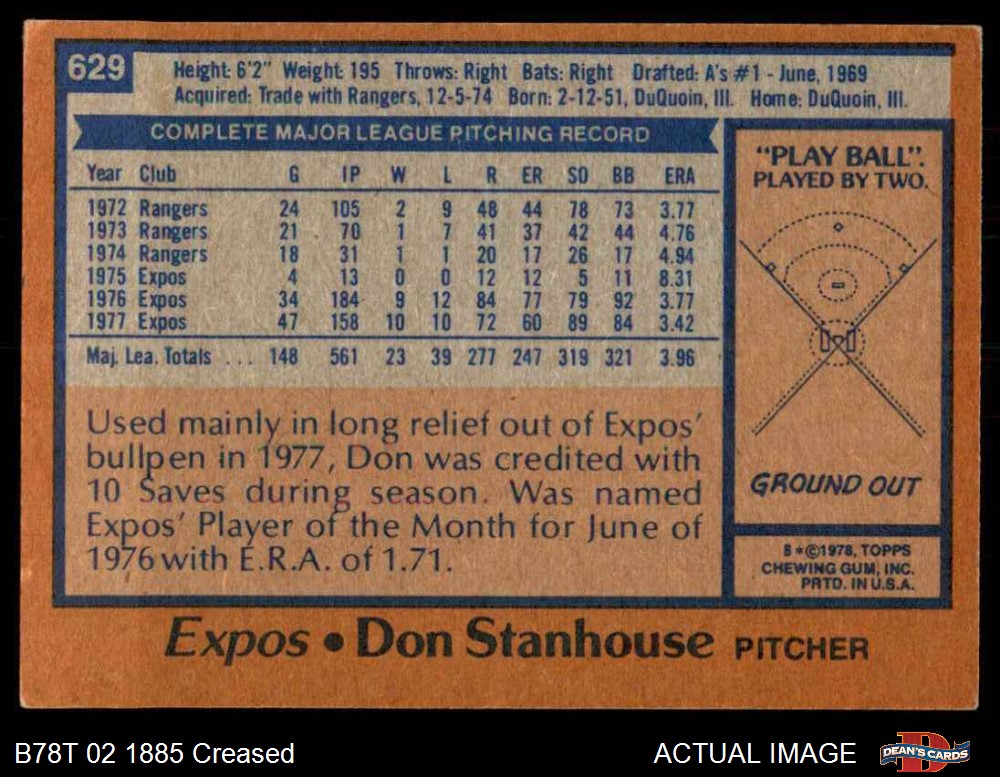 629
Height: 6'2" Weight: 195 Throws: Right Bats: Right Drafted: A's #1 - June, 1969
Acquired: Trade with Rangers, 12-5-74 Born: 2-12-51, DuQuoin, Ill. Home: DuQuoin, Ill.
COMPLETE MAJOR LEAGUE PITCHING RECORD
Year Club G IP W L R ER SO BB ERA
1972 Rangers 24 105 2 9 48 44 78 73 3.77
1973 Rangers 21 70 1 7 41 37 42 44 4.76
1974 Rangers 18 31 1 1 20 17 26 17 4.94
1975 Expos 4 13 0 0 12 12 5 11 8.31
1976 Expos 34 184 9 12 84 77 79 92 3.77
1977 Expos 47 158 10 10 72 60 89 84 3.42
Maj. Lea. Totals ... 148 561 23 39 277 247 319 321 3.96
Used mainly in long relief out of Expos'
bullpen in 1977, Don was credited with
10 Saves during season. Was named
Expos' Player of the Month for June of
1976 with E.R.A. of 1.71.
"PLAY BALL".
PLAYED BY TWO.
GROUND OUT
B*©1978, TOPPS
CHEWING GUM, INC.
PRTD. IN U.S.A.
Expos • Don Stanhouse PITCHER
B78T 02 1885 Creased
ACTUAL IMAGE
DEAN'S CARDS